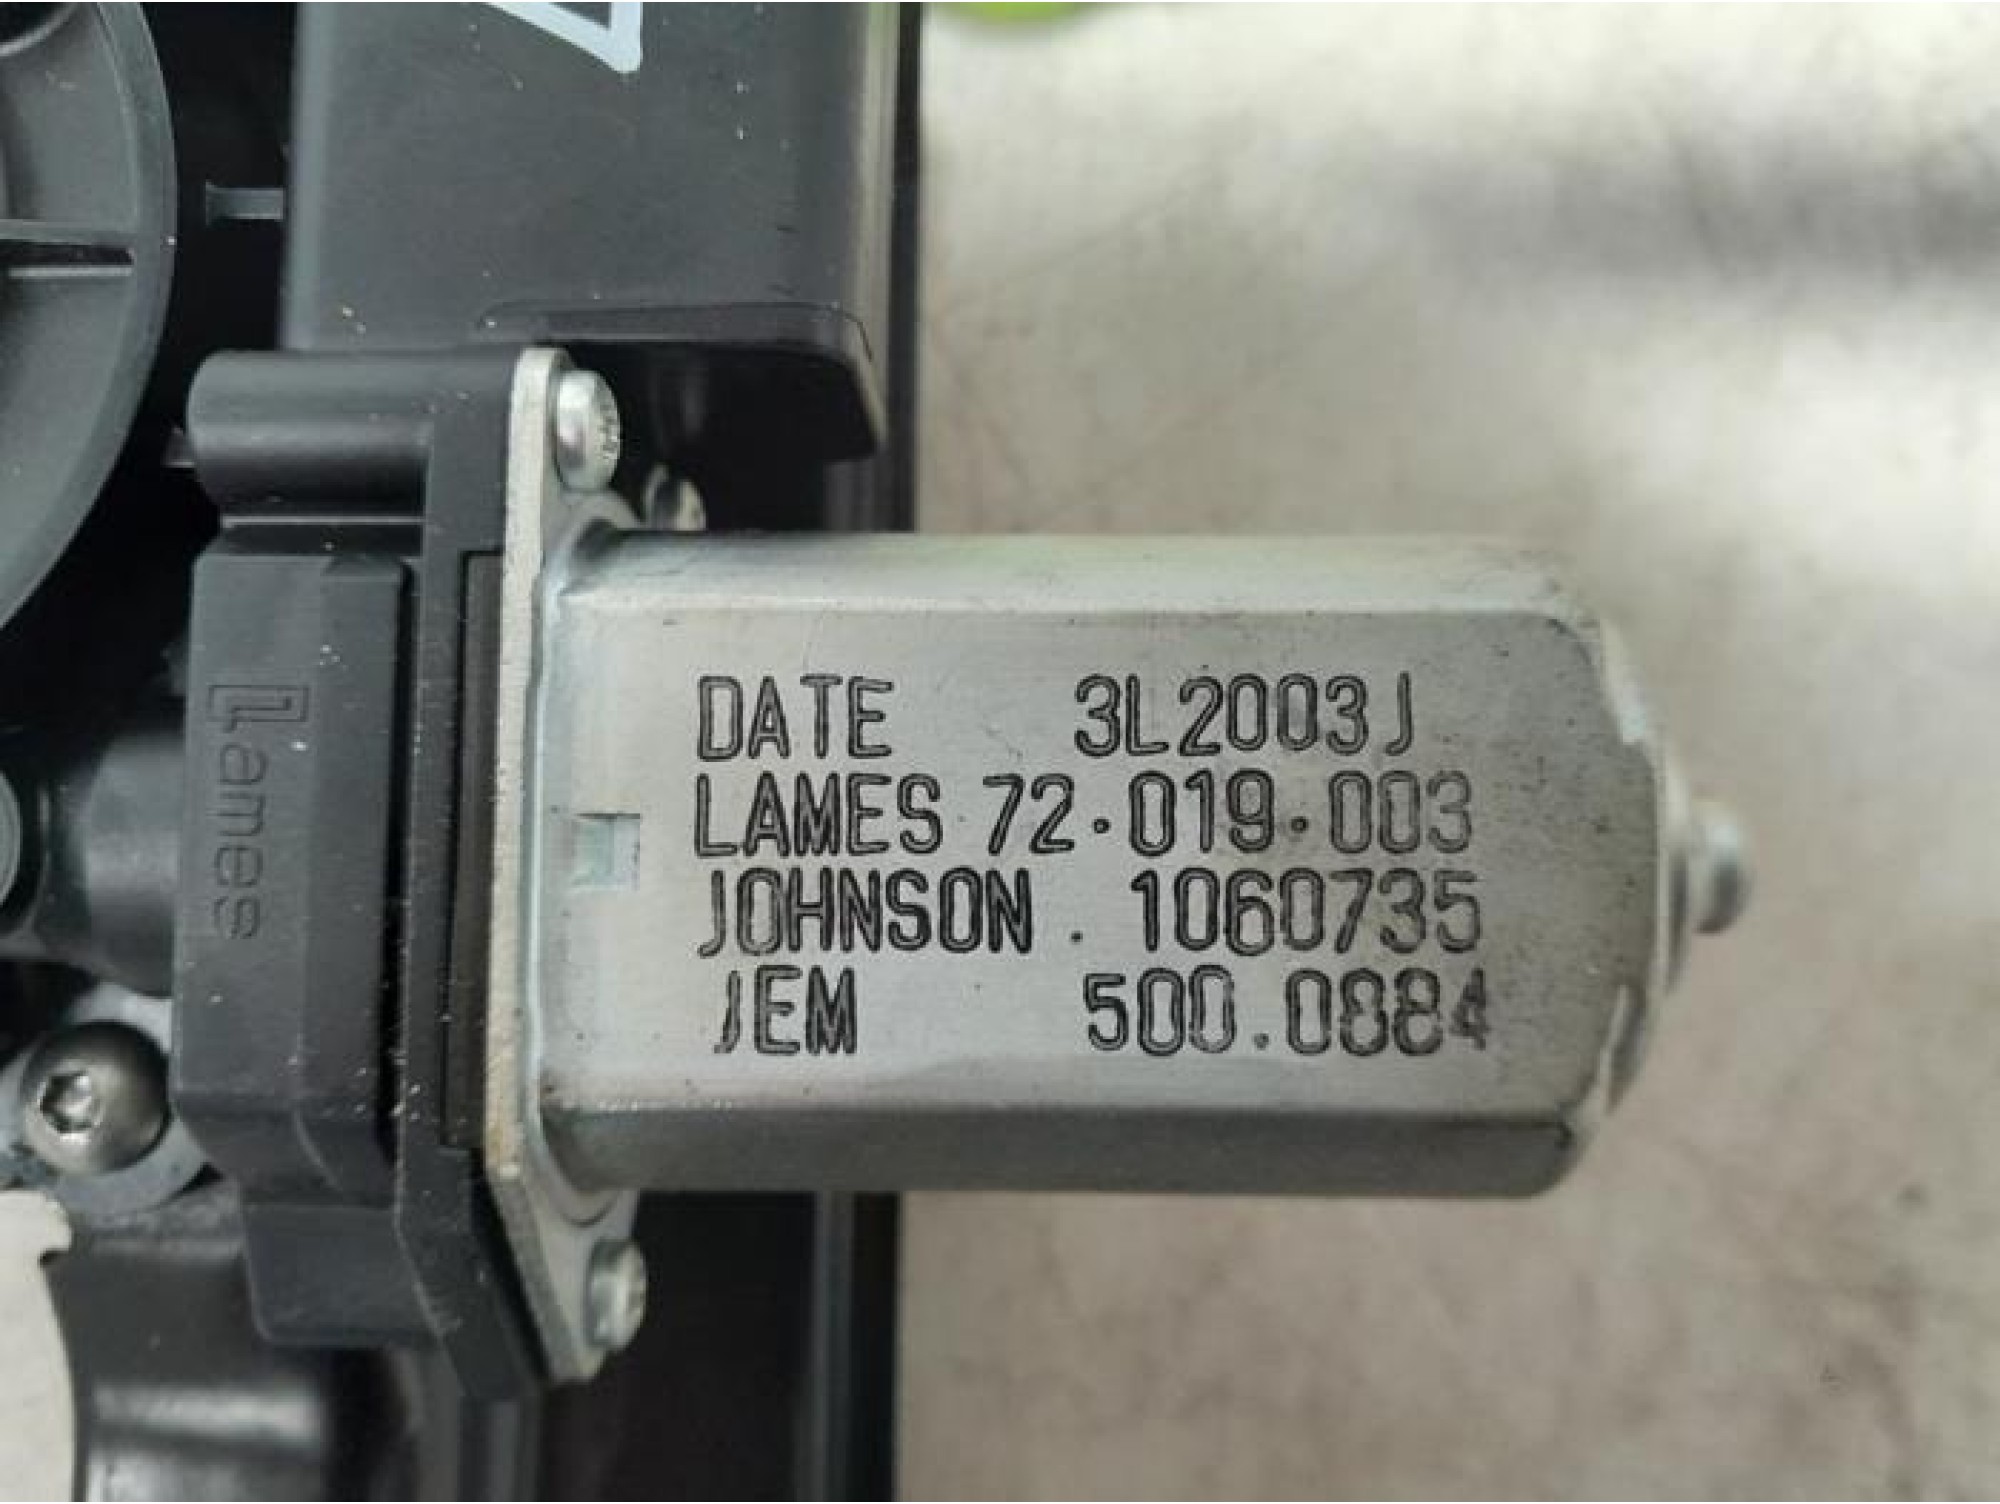 DATE 3L2003J
LAMES 72.019.003
JOHNSON 1060735
JEM 500.0884
Lames